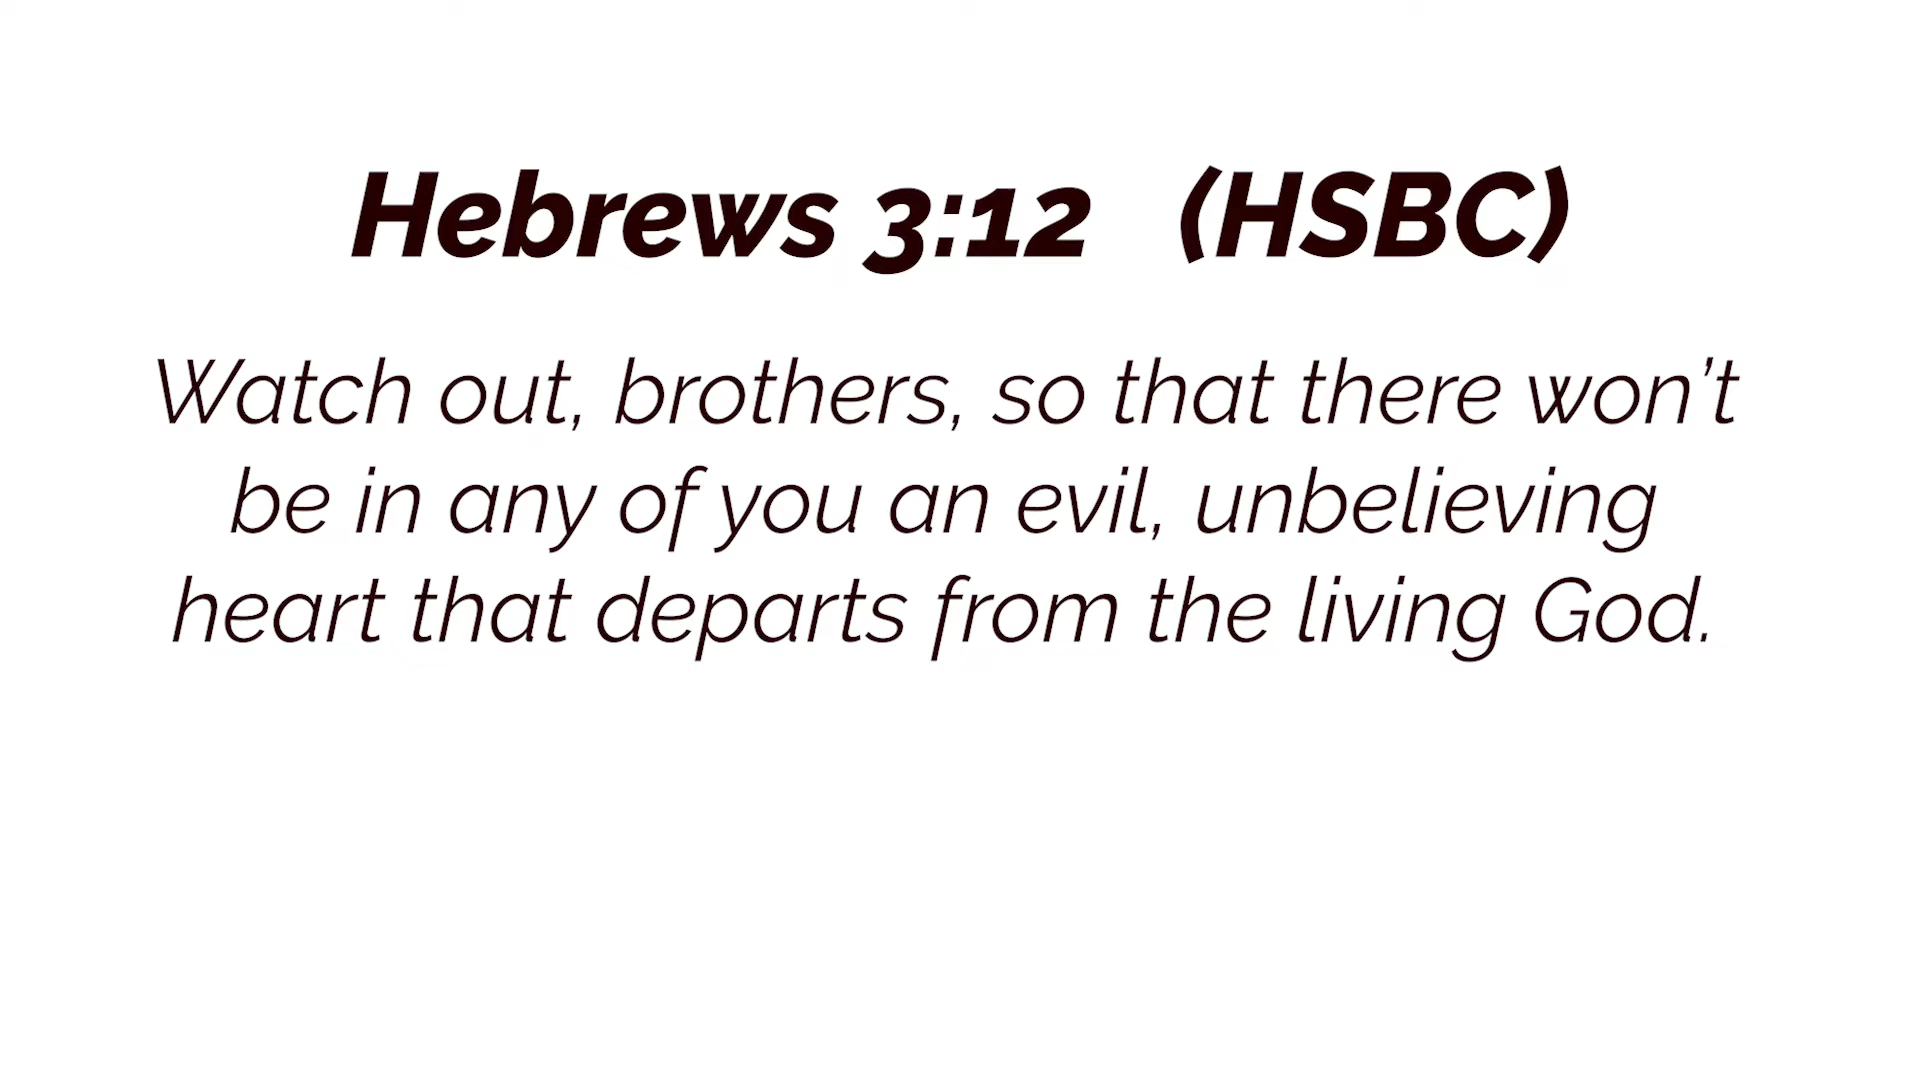 Hebrews 3:12 (HSBC)
Watch out, brothers, so that there won’t
be in any of you an evil, unbelieving
heart that departs from the living God.